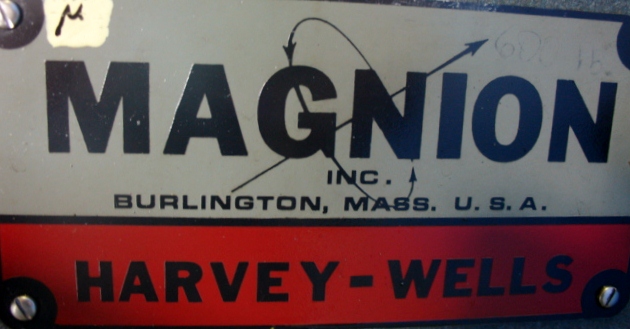 μ
MAGNION
INC.
BURLINGTON, MASS. U.S.A.
HARVEY-WELLS